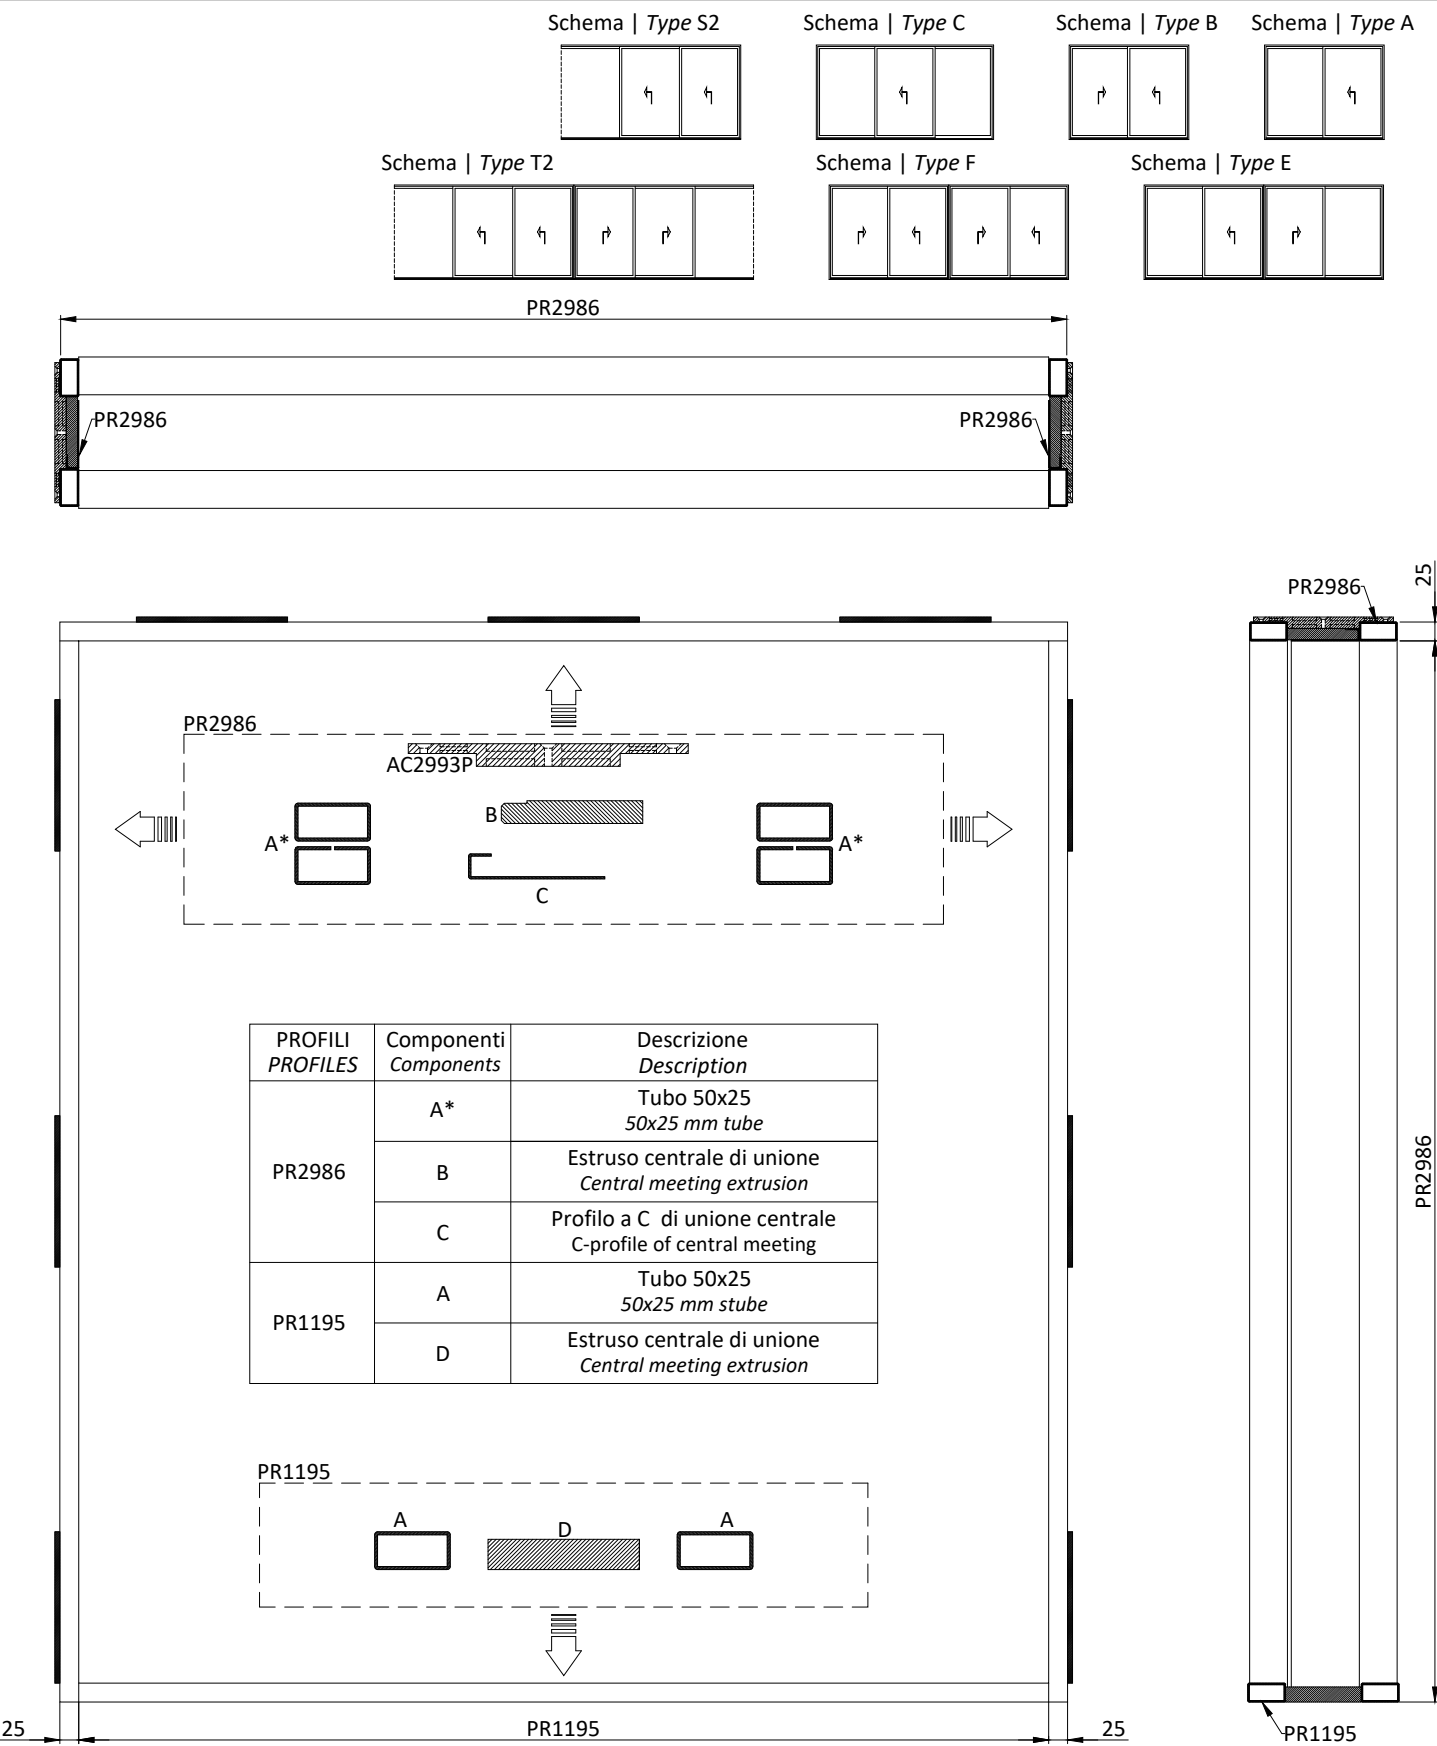 Schema | Type S2
Schema | Type C
Schema | Type B
Schema | Type A
Schema | Type T2
Schema | Type F
Schema | Type E
PR2986
PR2986
PR2986
PR2986
25
PR2986
AC2993P
B
A*
A*
C
PROFILI
PROFILES
Componenti
Components
Descrizione
Description
PR2986
A*
Tubo 50x25
50x25 mm tube
B
Estruso centrale di unione
Central meeting extrusion
C
Profilo a C di unione centrale
C-profile of central meeting
PR1195
A
Tubo 50x25
50x25 mm stube
D
Estruso centrale di unione
Central meeting extrusion
PR2986
PR1195
A
D
A
25
PR1195
25
PR1195